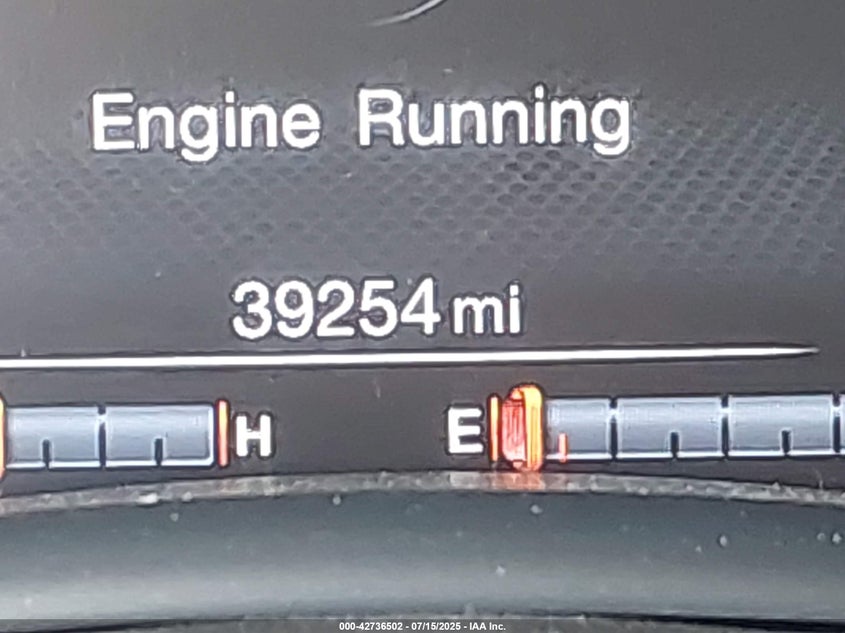 Engine Running
39254 mi
H E
000-42736502 - 07/15/2025 - IAA Inc.